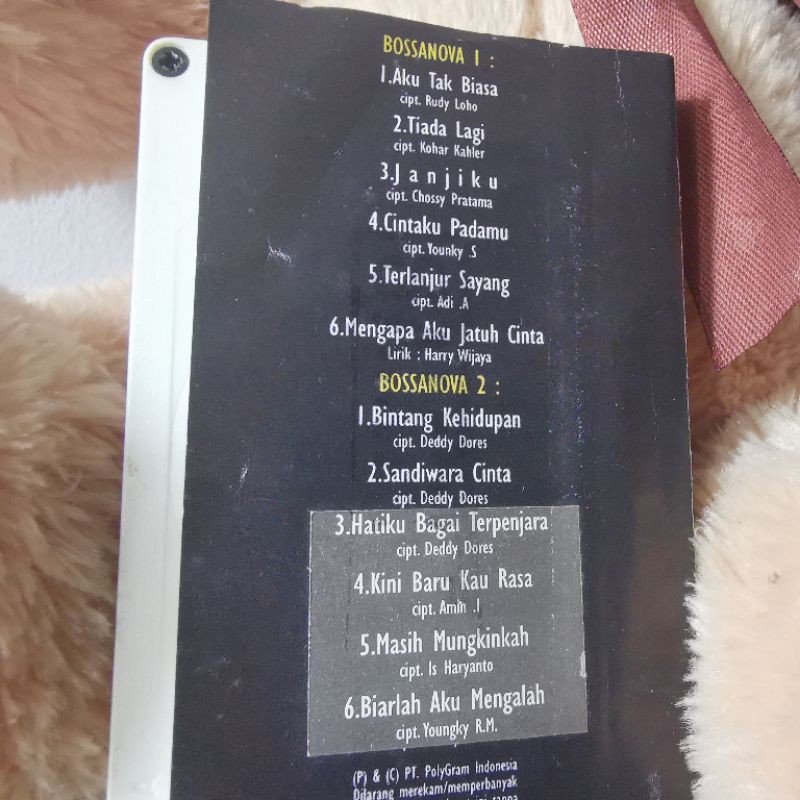 BOSSANOVA 1 :
1.Aku Tak Biasa
cipt. Rudy Loho
2.Tiada Lagi
cipt. Kohar Kahler
3.J a n j i k u
cipt. Chossy Pratama
4.Cintaku Padamu
cipt. Younky .S
5.Terlanjur Sayang
cipt. Adi .A
6.Mengapa Aku Jatuh Cinta
Lirik : Harry Wijaya
BOSSANOVA 2 :
1.Bintang Kehidupan
cipt. Deddy Dores
2.Sandiwara Cinta
cipt. Deddy Dores
3.Hatiku Bagai Terpenjara
cipt. Deddy Dores
4.Kini Baru Kau Rasa
cipt. Amin .I
5.Masih Mungkinkah
cipt. Is Haryanto
6.Biarlah Aku Mengalah
cipt. Youngky R.M.
(P) & (C) PT. PolyGram Indonesia
Dilarang merekam/memperbanyak